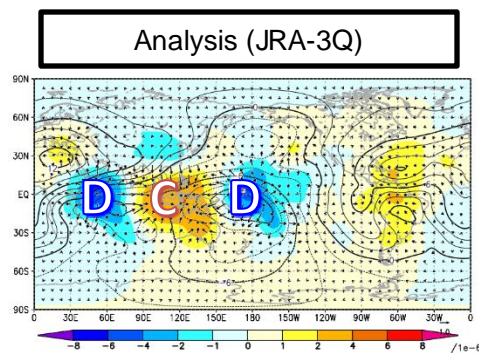 Analysis (JRA-3Q)
90N
60N
30N
EQ
30S
60S
90S
D C D
0 30E 60E 90E 120E 150E 180 150W 120W 90W 60W 30W 0
-8 -6 -4 -2 -1 0 1 2 4 6 8
/1e-6